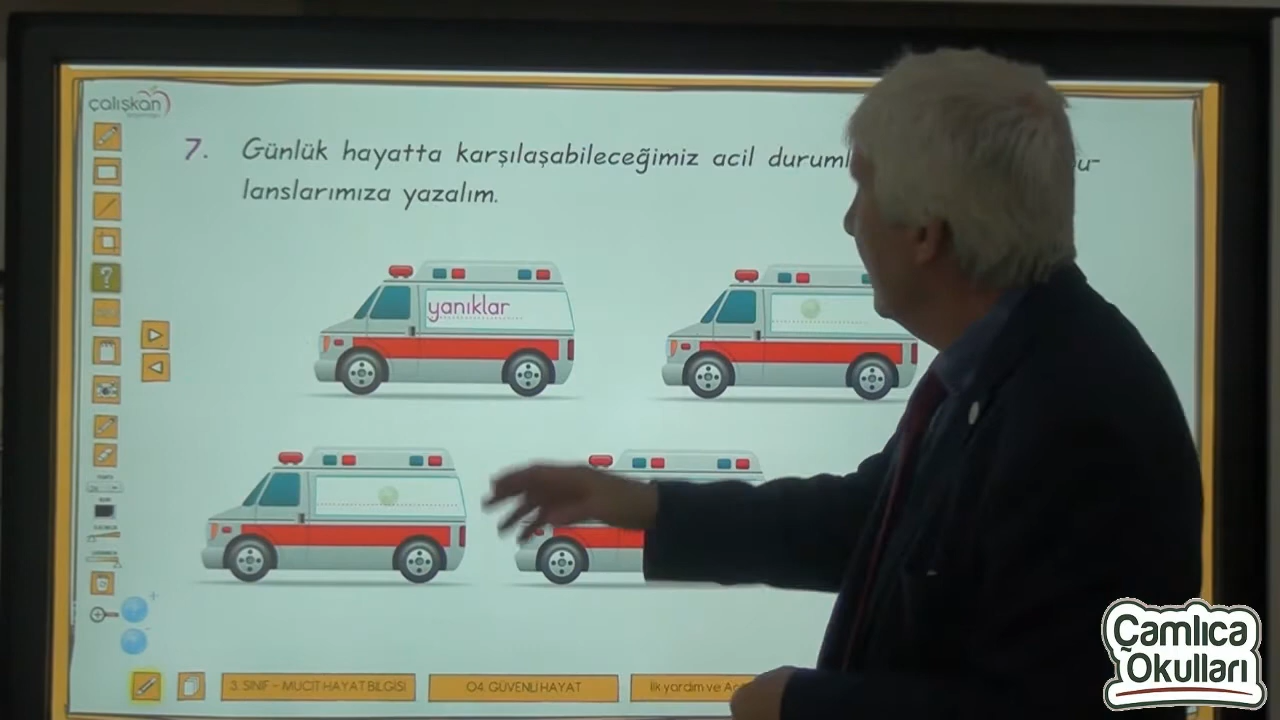 çalışkan
7. Günlük hayatta karşılaşabileceğimiz acil
lanslarımıza yazalım.
yanıklar
3. SINIF - MUCİT HAYAT BİLGİSİ
04. GÜVENLİ HAYAT
İlk yardım ve
Çamlıca
Okulları